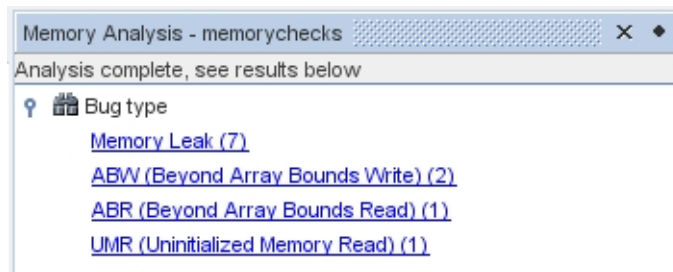 Memory Analysis - memorychecks
Analysis complete, see results below
Bug type
Memory Leak (7)
ABW (Beyond Array Bounds Write) (2)
ABR (Beyond Array Bounds Read) (1)
UMR (Uninitialized Memory Read) (1)